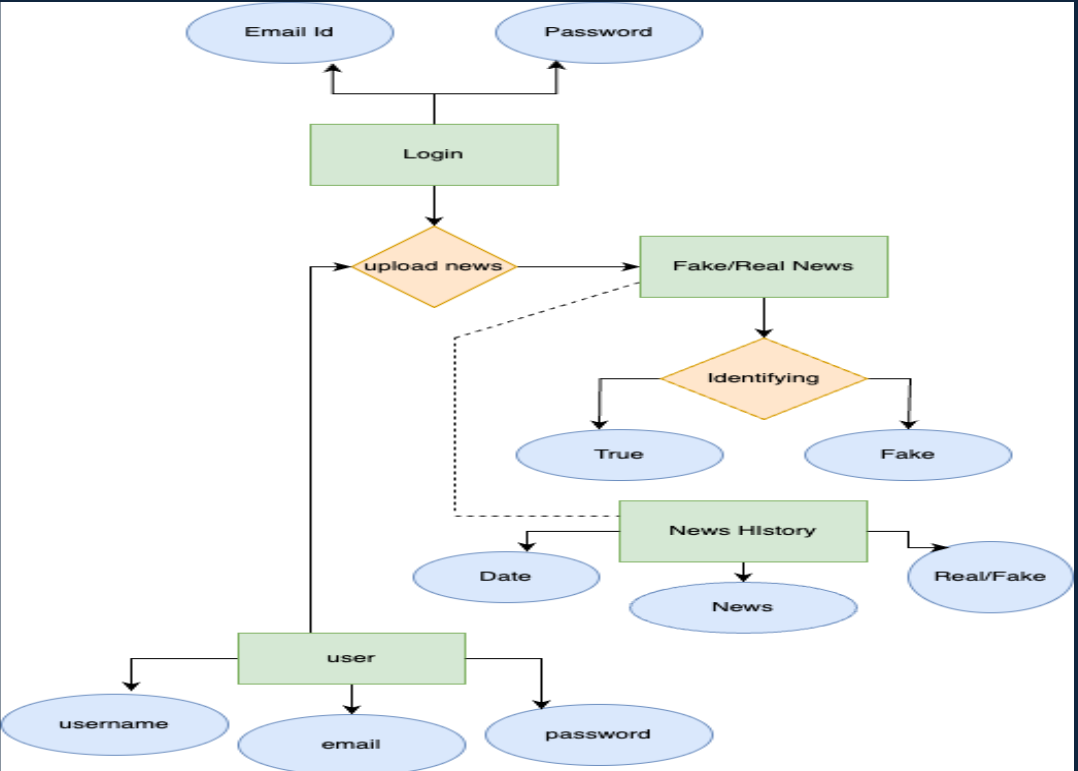 Email Id
Password
Login
upload news
Fake/Real News
Identifying
True
Fake
News HIstory
Date
News
Real/Fake
user
username
email
password